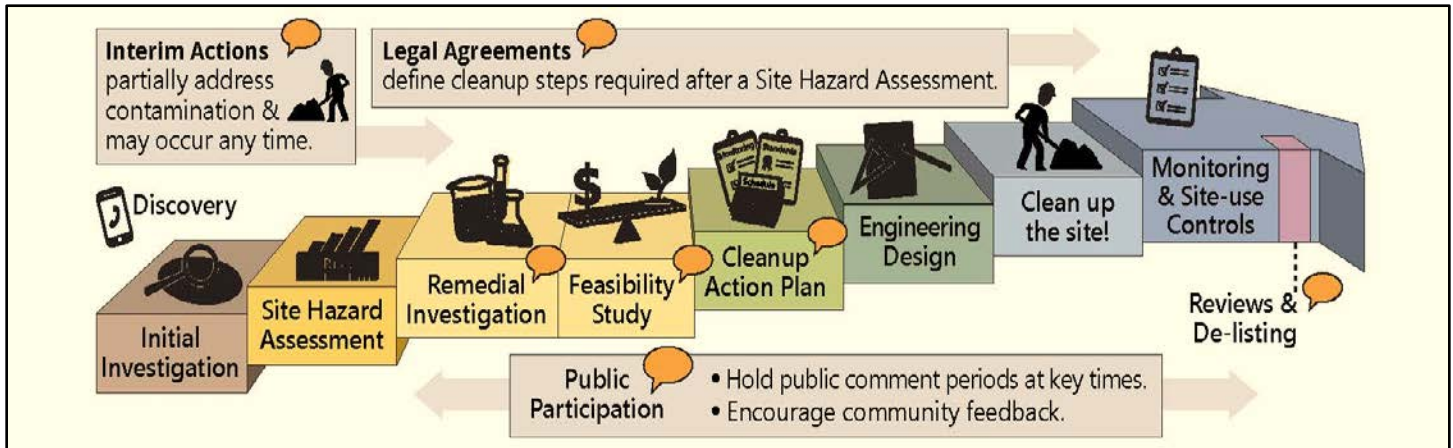 Interim Actions
partially address
contamination &
may occur any time.
Legal Agreements
define cleanup steps required after a Site Hazard Assessment.
Discovery
Initial
Investigation
Site Hazard
Assessment
Remedial
Investigation
Feasibility
Study
$
Monitoring
Standards
Schedule
Cleanup
Action Plan
Engineering
Design
Clean up
the site!
Monitoring
& Site-use
Controls
Reviews &
De-listing
Public
Participation
• Hold public comment periods at key times.
• Encourage community feedback.